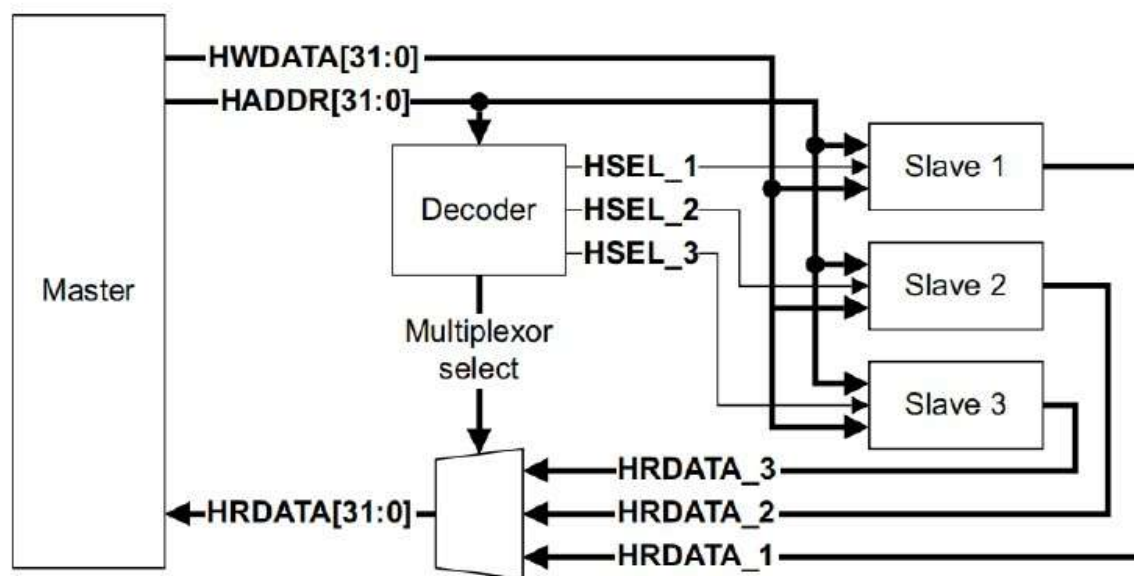 HWDATA[31:0]
HADDR[31:0]
HSEL_1
Slave 1
Decoder
HSEL_2
HSEL_3
Master
Slave 2
Multiplexor
select
Slave 3
HRDATA_3
HRDATA[31:0]
HRDATA_2
HRDATA_1